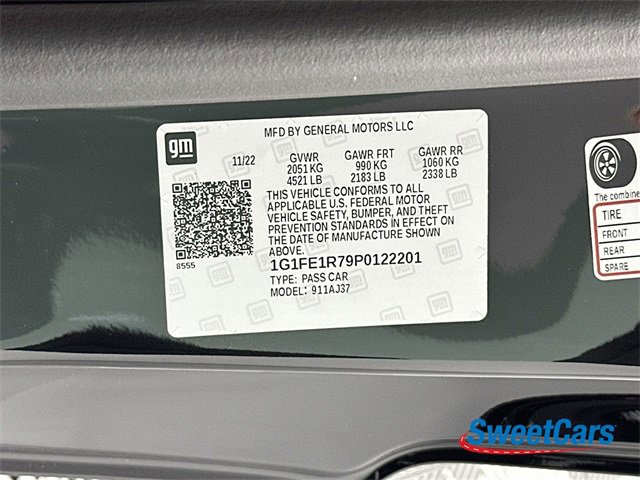 MFD BY GENERAL MOTORS LLC
gm
11/22
GVWR GAWR FRT GAWR RR
2051 KG 990 KG 1060 KG
4521 LB 2183 LB 2338 LB
THIS VEHICLE CONFORMS TO ALL
APPLICABLE U.S. FEDERAL MOTOR
VEHICLE SAFETY, BUMPER, AND THEFT
PREVENTION STANDARDS IN EFFECT ON
THE DATE OF MANUFACTURE SHOWN
ABOVE.
8555
1G1FE1R79P0122201
TYPE: PASS CAR
MODEL: 911AJ37
The combine
TIRE
FRONT
REAR
SPARE
SweetCars